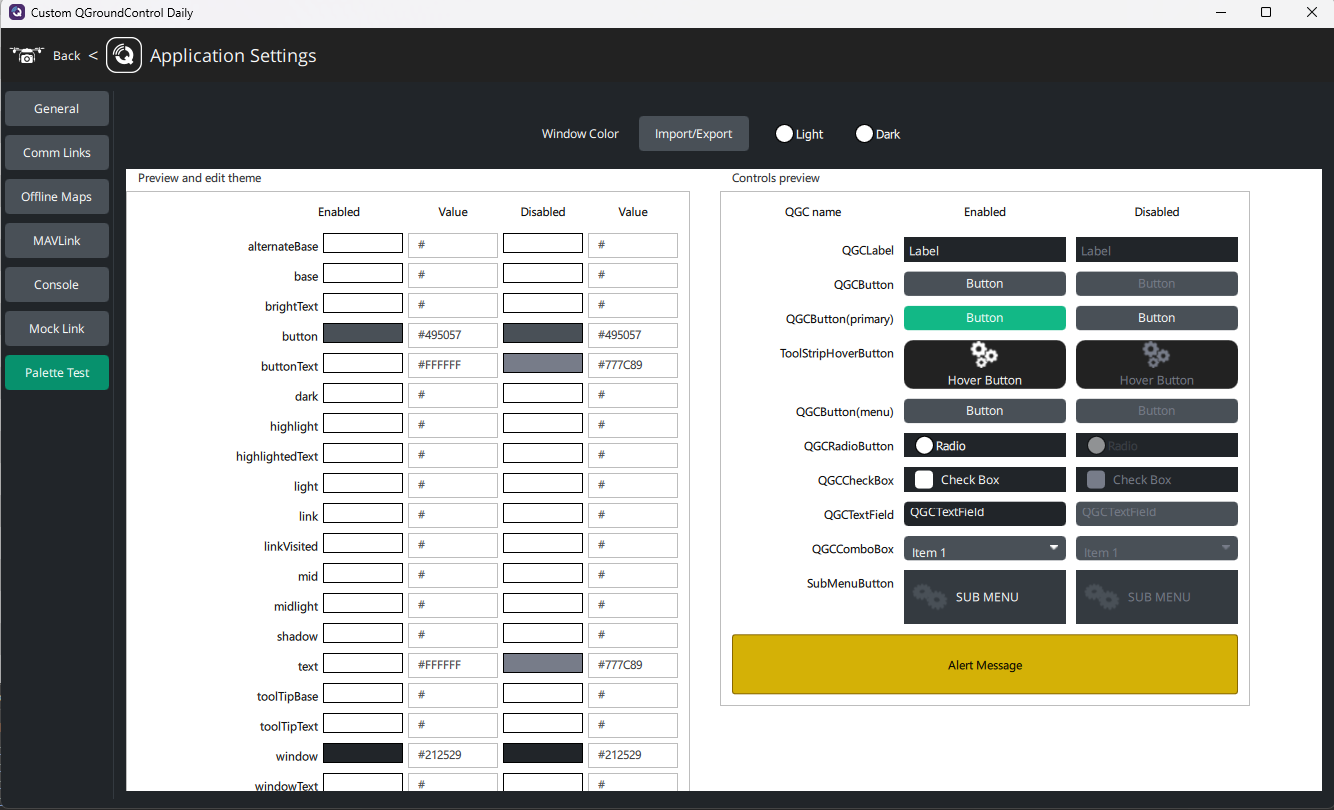 Custom QGroundControl Daily
Back < Application Settings
General
Comm Links
Offline Maps
MAVLink
Console
Mock Link
Palette Test
Window Color Import/Export Light Dark
Preview and edit theme
Enabled Value Disabled Value
alternateBase # #
base # #
brightText # #
button #495057 #495057
buttonText #FFFFFF #777C89
dark # #
highlight # #
highlightedText # #
light # #
link # #
linkVisited # #
mid # #
midlight # #
shadow # #
text #FFFFFF #777C89
toolTipBase # #
toolTipText # #
window #212529 #212529
windowText # #
Controls preview
QGC name Enabled Disabled
QGCLabel Label Label
QGCButton Button Button
QGCButton(primary) Button Button
ToolStripHoverButton Hover Button Hover Button
QGCButton(menu) Button Button
QGCRadioButton Radio Radio
QGCCheckBox Check Box Check Box
QGCTextField QGCTextField QGCTextField
QGCComboBox Item 1 Item 1
SubMenuButton SUB MENU SUB MENU
Alert Message